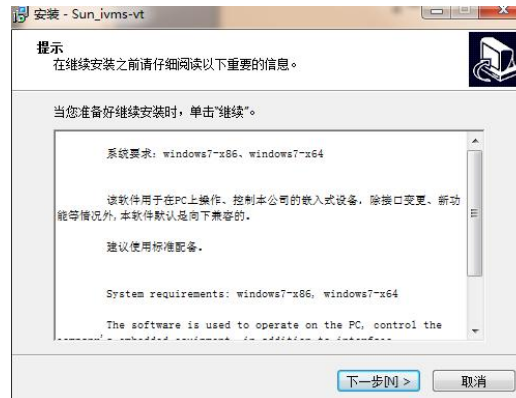 安装 - Sun_ivms-vt
提示
在继续安装之前请仔细阅读以下重要的信息。
当您准备好继续安装时，单击“继续”。
系统要求: windows7-x86、windows7-x64
该软件用于在PC上操作、控制本公司的嵌入式设备，除接口变更、新功
能等情况外,本软件默认是向下兼容的。
建议使用标准配备。
System requirements: windows7-x86, windows7-x64
The software is used to operate on the PC, control the
下一步[N] >
取消